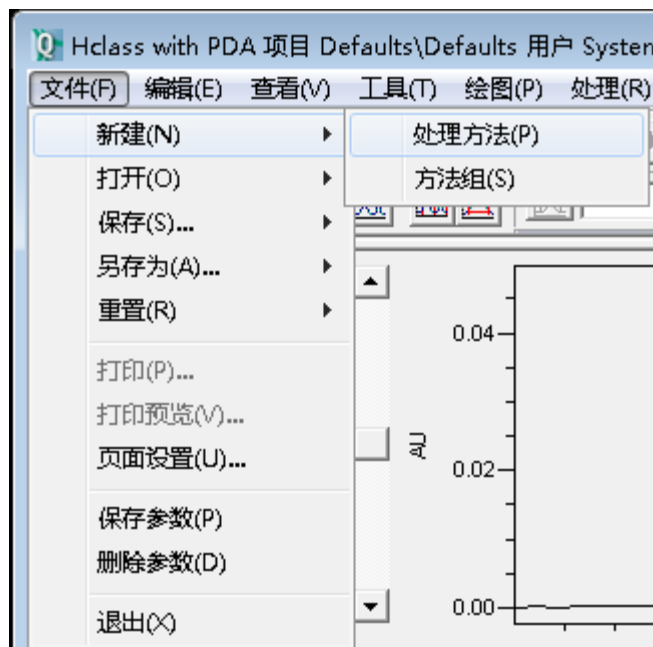 Hclass with PDA 项目 Defaults\Defaults 用户 System
文件(F) 编辑(E) 查看(V) 工具(T) 绘图(P) 处理(R)
新建(N) 处理方法(P)
打开(O) 方法组(S)
保存(S)...
另存为(A)...
重置(R)
0.04
打印(P)...
打印预览(V)...
AU
页面设置(U)...
0.02
保存参数(P)
删除参数(D)
0.00
退出(X)